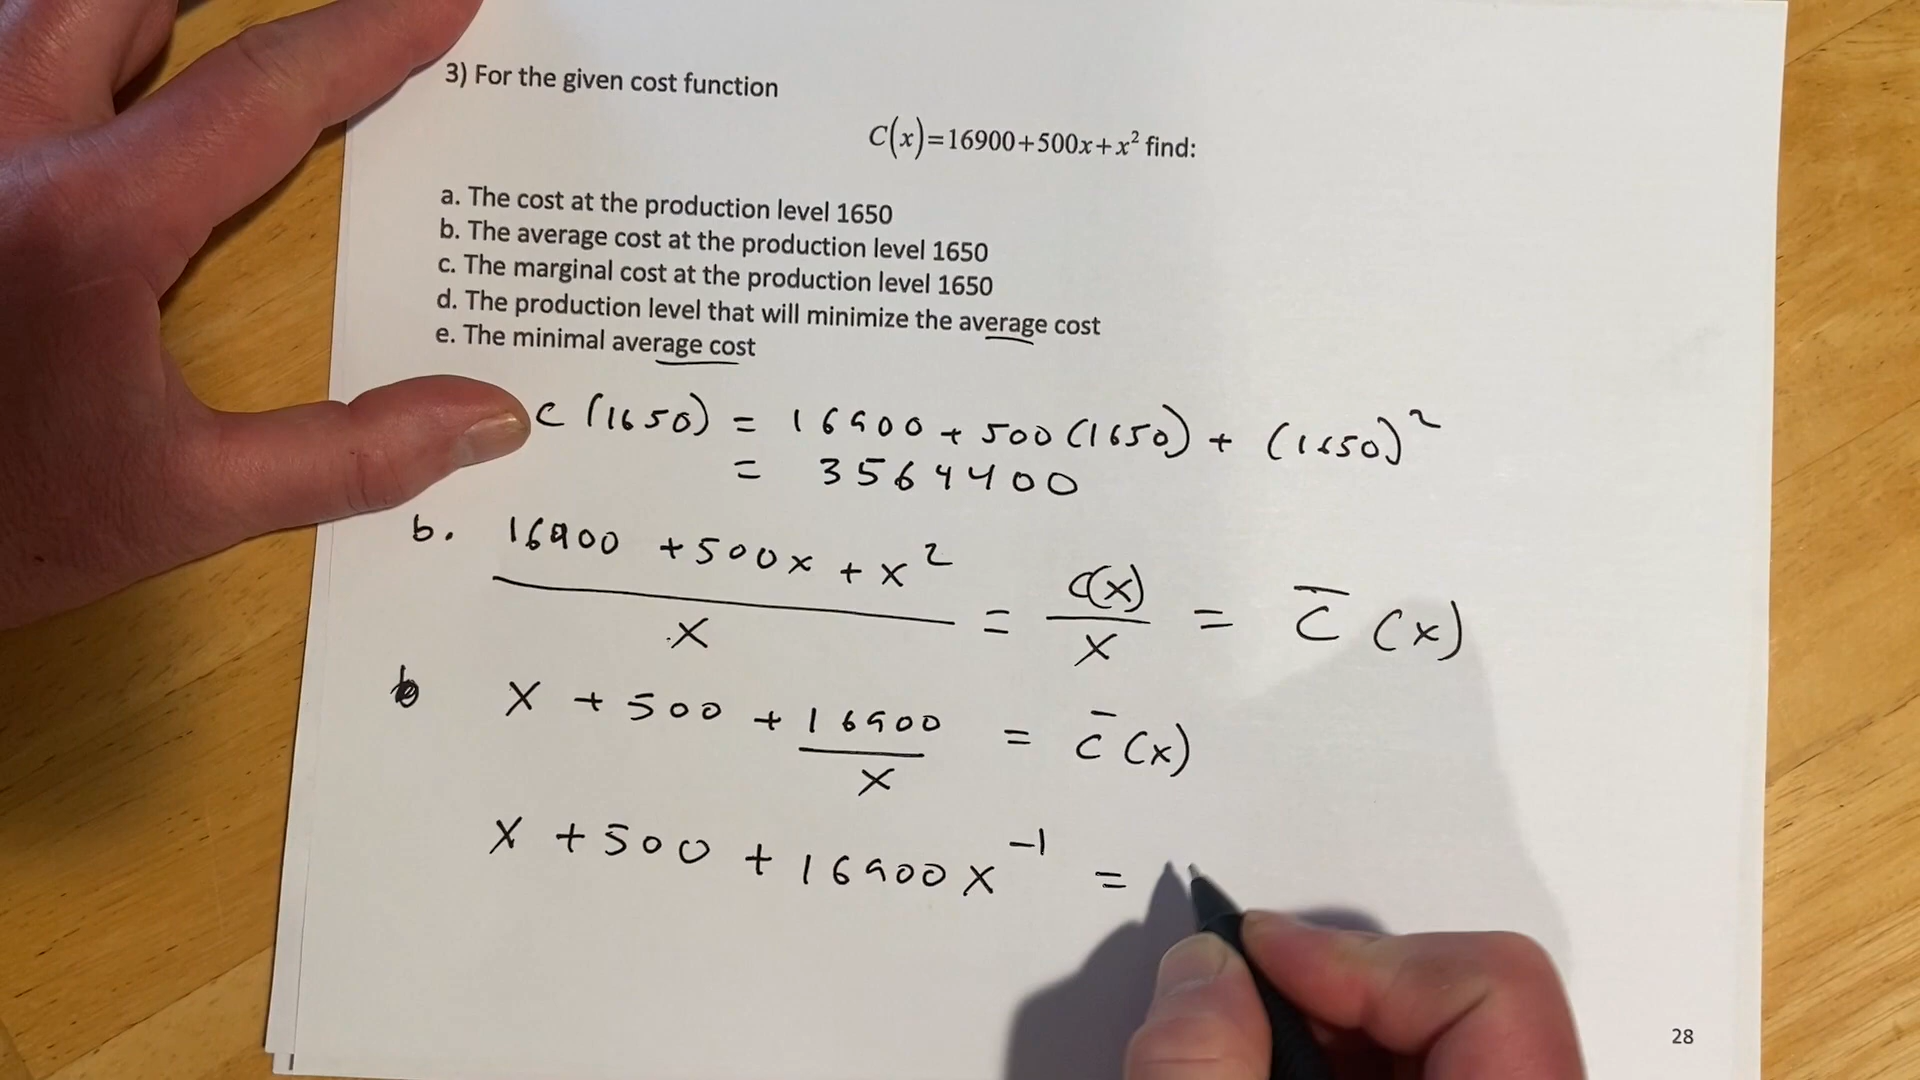 3) For the given cost function
C(x)=16900+500x+x² find:
a. The cost at the production level 1650
b. The average cost at the production level 1650
c. The marginal cost at the production level 1650
d. The production level that will minimize the average cost
e. The minimal average cost
C (1650) = 16900 + 500 (1650) + (1650)²
= 3564400
b. (16900 + 500x + x²)/x = C(x)/x = C̅ (x)
b x + 500 + 16900/x = C̅ (x)
x + 500 + 16900x⁻¹ =
28